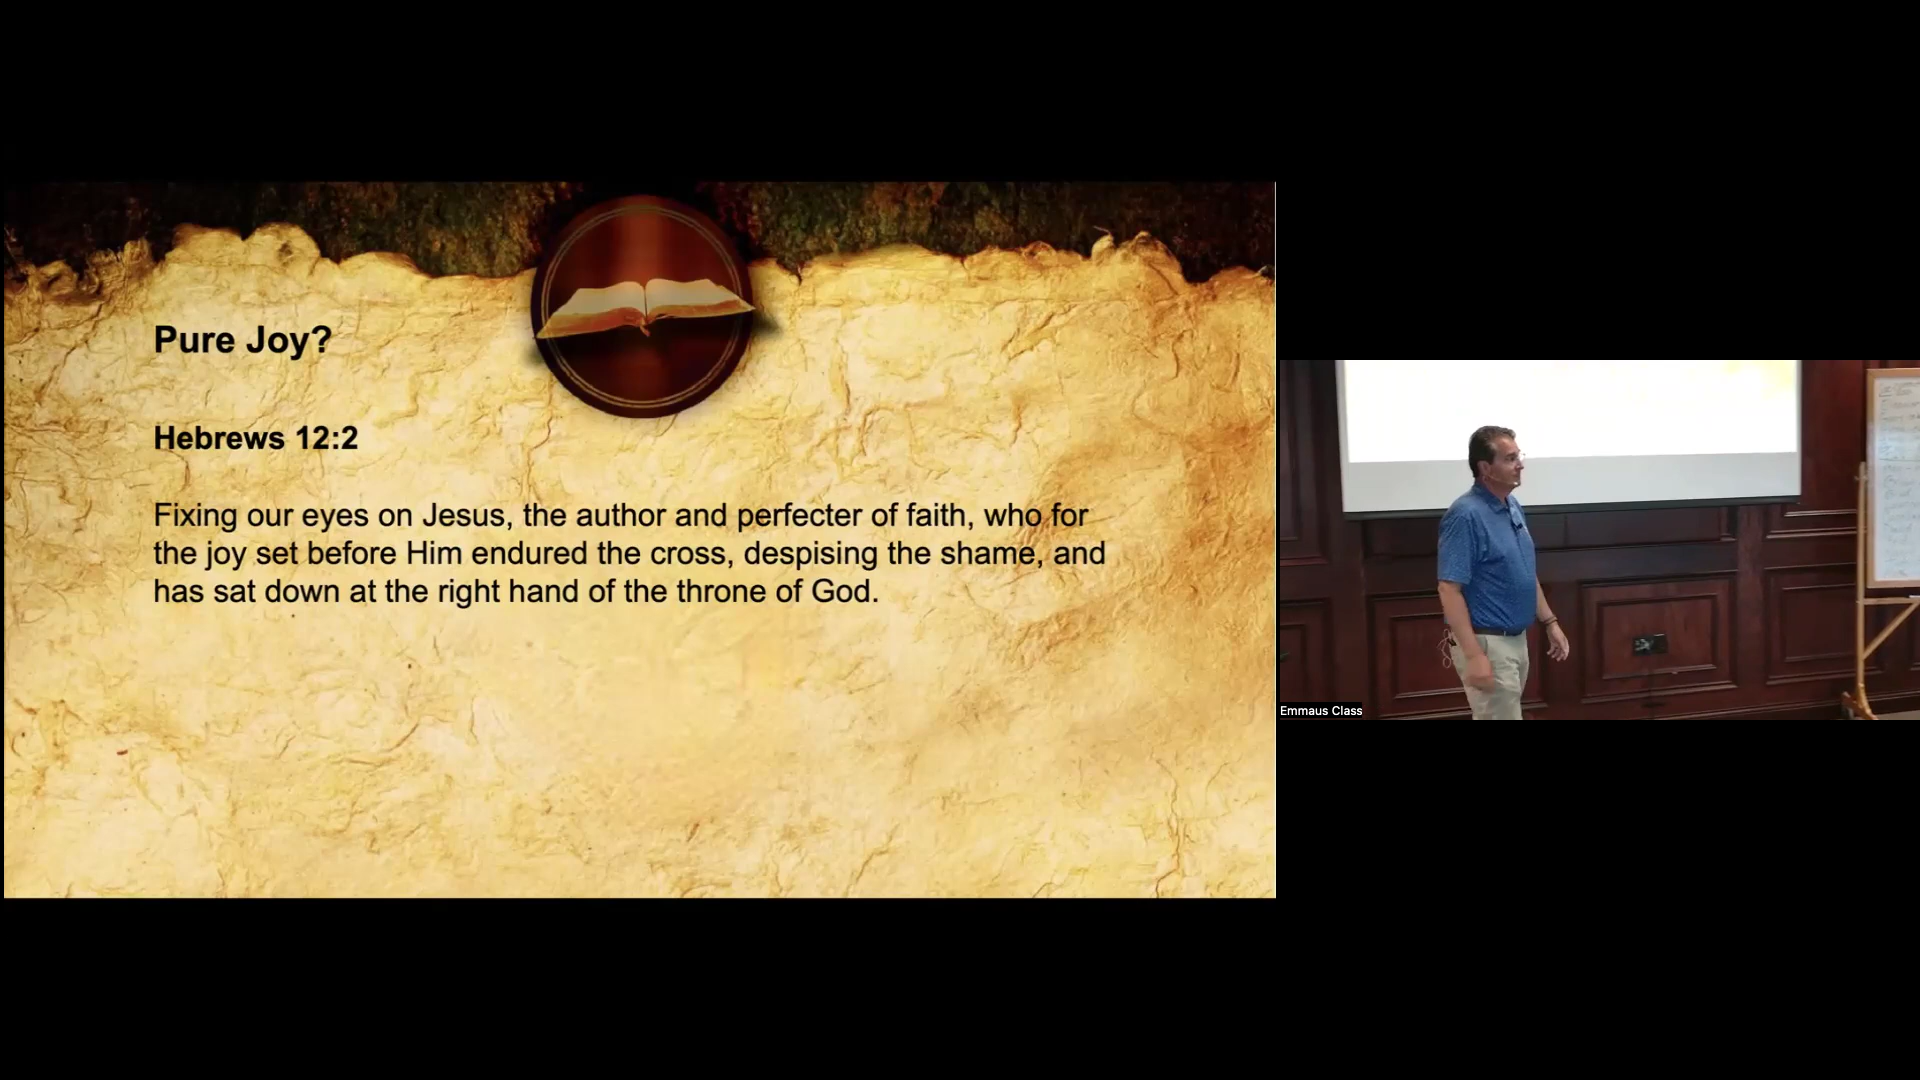 Pure Joy?
Hebrews 12:2
Fixing our eyes on Jesus, the author and perfecter of faith, who for
the joy set before Him endured the cross, despising the shame, and
has sat down at the right hand of the throne of God.
Emmaus Class